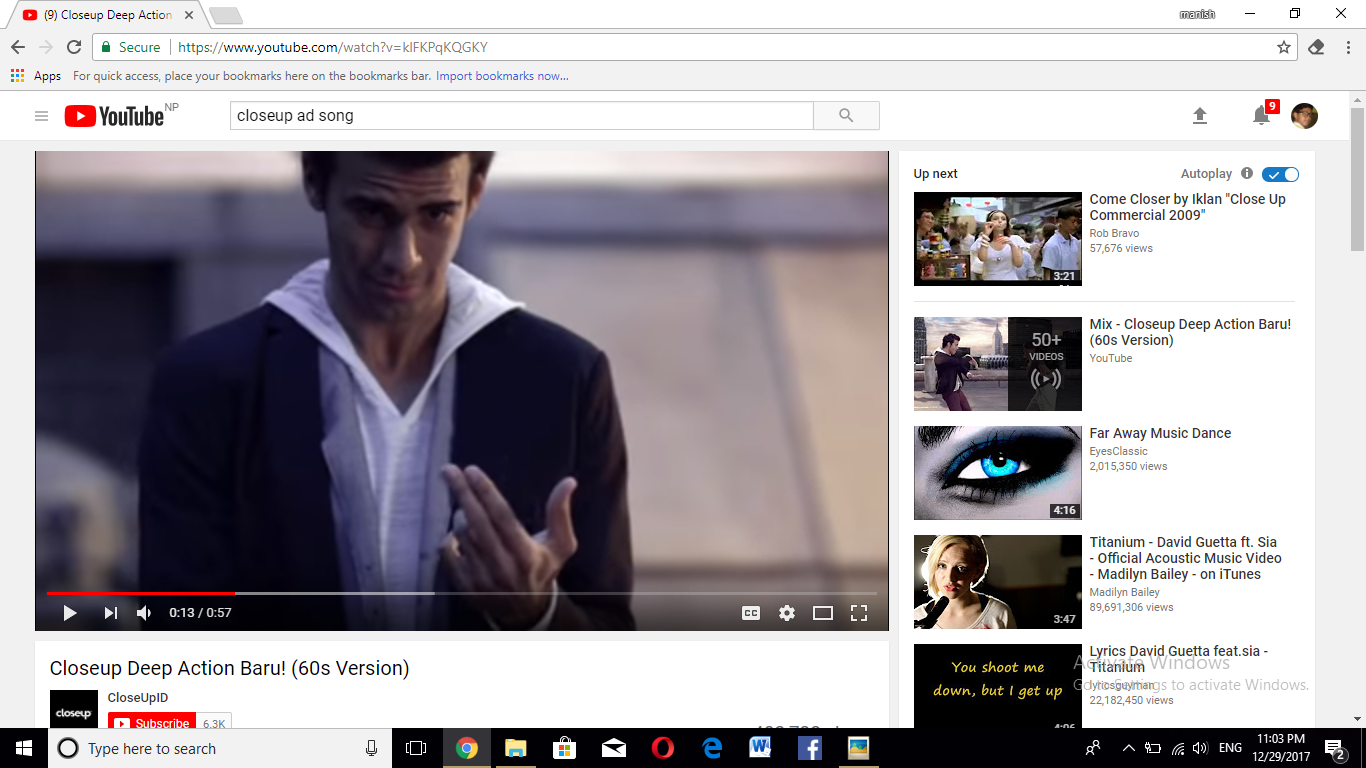 (9) Closeup Deep Action
manish
Secure
https://www.youtube.com/watch?v=klFKPqKQGKY
Apps
For quick access, place your bookmarks here on the bookmarks bar. Import bookmarks now...
YouTube NP
closeup ad song
9
Up next
Autoplay
Come Closer by Iklan "Close Up
Commercial 2009"
Rob Bravo
57,676 views
3:21
Mix - Closeup Deep Action Baru!
(60s Version)
YouTube
50+
VIDEOS
Far Away Music Dance
EyesClassic
2,015,350 views
4:16
Titanium - David Guetta ft. Sia
- Official Acoustic Music Video
- Madilyn Bailey - on iTunes
Madilyn Bailey
89,691,306 views
3:47
Lyrics David Guetta feat.sia -
Titanium
lyricsguyman
22,182,450 views
You shoot me
down, but I get up
4:06
Activate Windows
Go to Settings to activate Windows.
0:13 / 0:57
CC
Closeup Deep Action Baru! (60s Version)
closeup
CloseUpID
Subscribe
6.3K
Type here to search
ENG
11:03 PM
12/29/2017
2